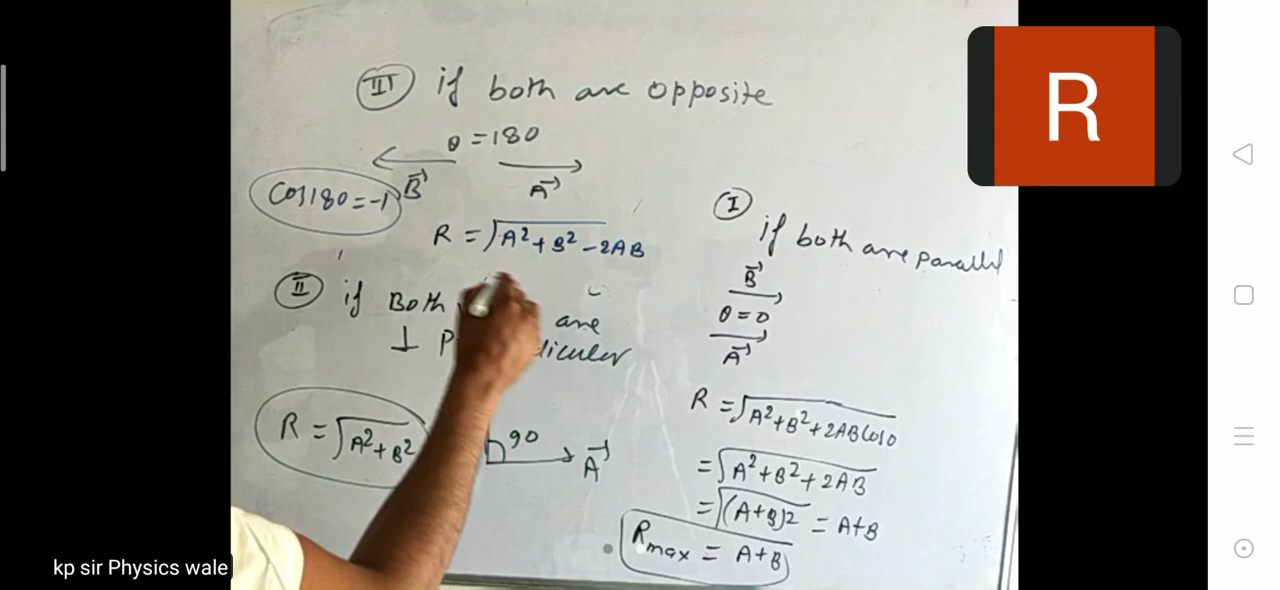 III if both are opposite
θ = 180
B→ A→
Cos180 = -1
R = √A²+B² - 2AB
II if Both are
⊥ P dicular
R = √A²+B²
90
A→
I if both are parallel
B→
θ = 0
A→
R = √A²+B²+2ABCos0
= √A²+B²+2AB
= √(A+B)² = A+B
Rmax = A+B
R
kp sir Physics wale